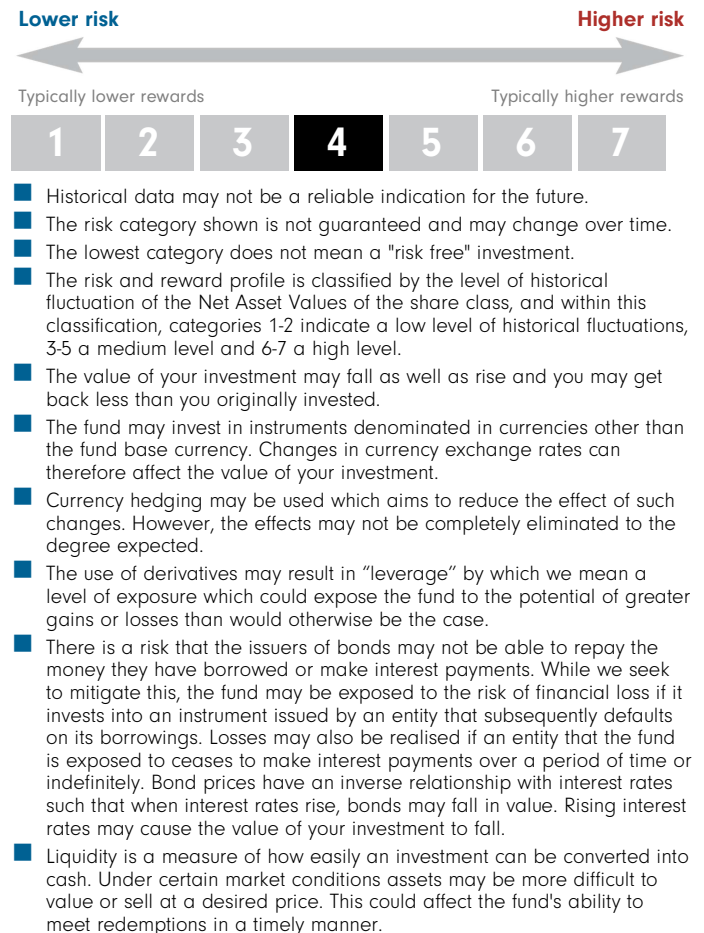 Lower risk Higher risk
Typically lower rewards Typically higher rewards
1 2 3 4 5 6 7
Historical data may not be a reliable indication for the future.
The risk category shown is not guaranteed and may change over time.
The lowest category does not mean a "risk free" investment.
The risk and reward profile is classified by the level of historical
fluctuation of the Net Asset Values of the share class, and within this
classification, categories 1-2 indicate a low level of historical fluctuations,
3-5 a medium level and 6-7 a high level.
The value of your investment may fall as well as rise and you may get
back less than you originally invested.
The fund may invest in instruments denominated in currencies other than
the fund base currency. Changes in currency exchange rates can
therefore affect the value of your investment.
Currency hedging may be used which aims to reduce the effect of such
changes. However, the effects may not be completely eliminated to the
degree expected.
The use of derivatives may result in “leverage” by which we mean a
level of exposure which could expose the fund to the potential of greater
gains or losses than would otherwise be the case.
There is a risk that the issuers of bonds may not be able to repay the
money they have borrowed or make interest payments. While we seek
to mitigate this, the fund may be exposed to the risk of financial loss if it
invests into an instrument issued by an entity that subsequently defaults
on its borrowings. Losses may also be realised if an entity that the fund
is exposed to ceases to make interest payments over a period of time or
indefinitely. Bond prices have an inverse relationship with interest rates
such that when interest rates rise, bonds may fall in value. Rising interest
rates may cause the value of your investment to fall.
Liquidity is a measure of how easily an investment can be converted into
cash. Under certain market conditions assets may be more difficult to
value or sell at a desired price. This could affect the fund's ability to
meet redemptions in a timely manner.